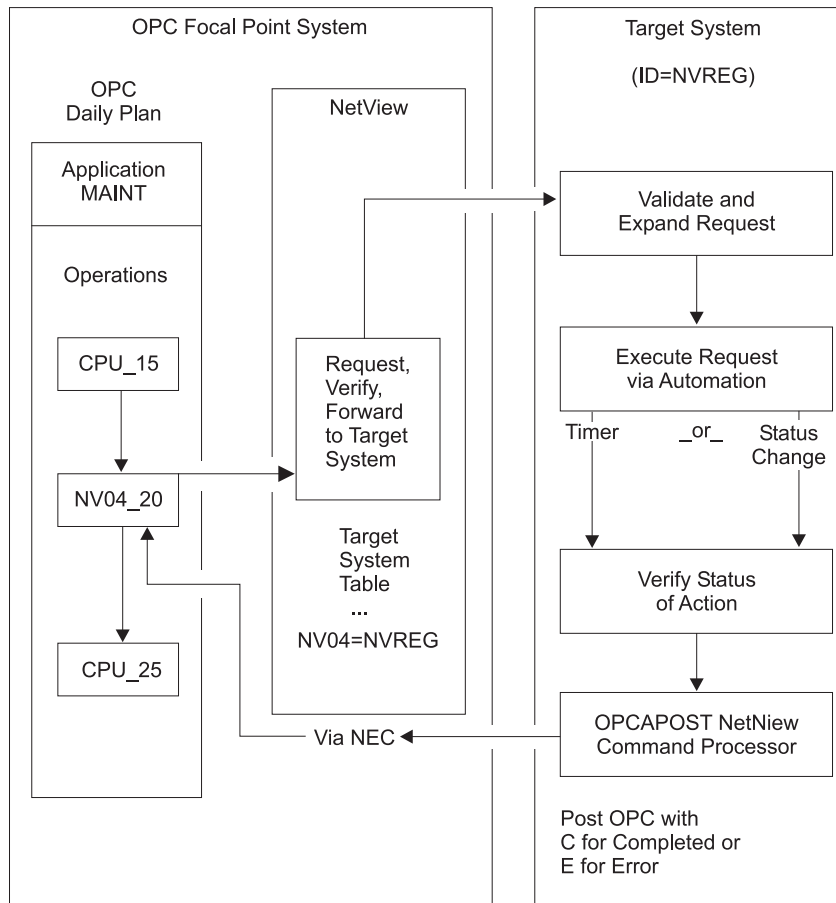 OPC Focal Point System
OPC
Daily Plan
Application
MAINT
Operations
CPU_15
NV04_20
CPU_25
NetView
Request,
Verify,
Forward
to Target
System
Target
System
Table
...
NV04=NVREG
Via NEC
Target System
(ID=NVREG)
Validate and
Expand Request
Execute Request
via Automation
Timer
_or_
Status
Change
Verify Status
of Action
OPCAPOST NetNiew
Command Processor
Post OPC with
C for Completed or
E for Error